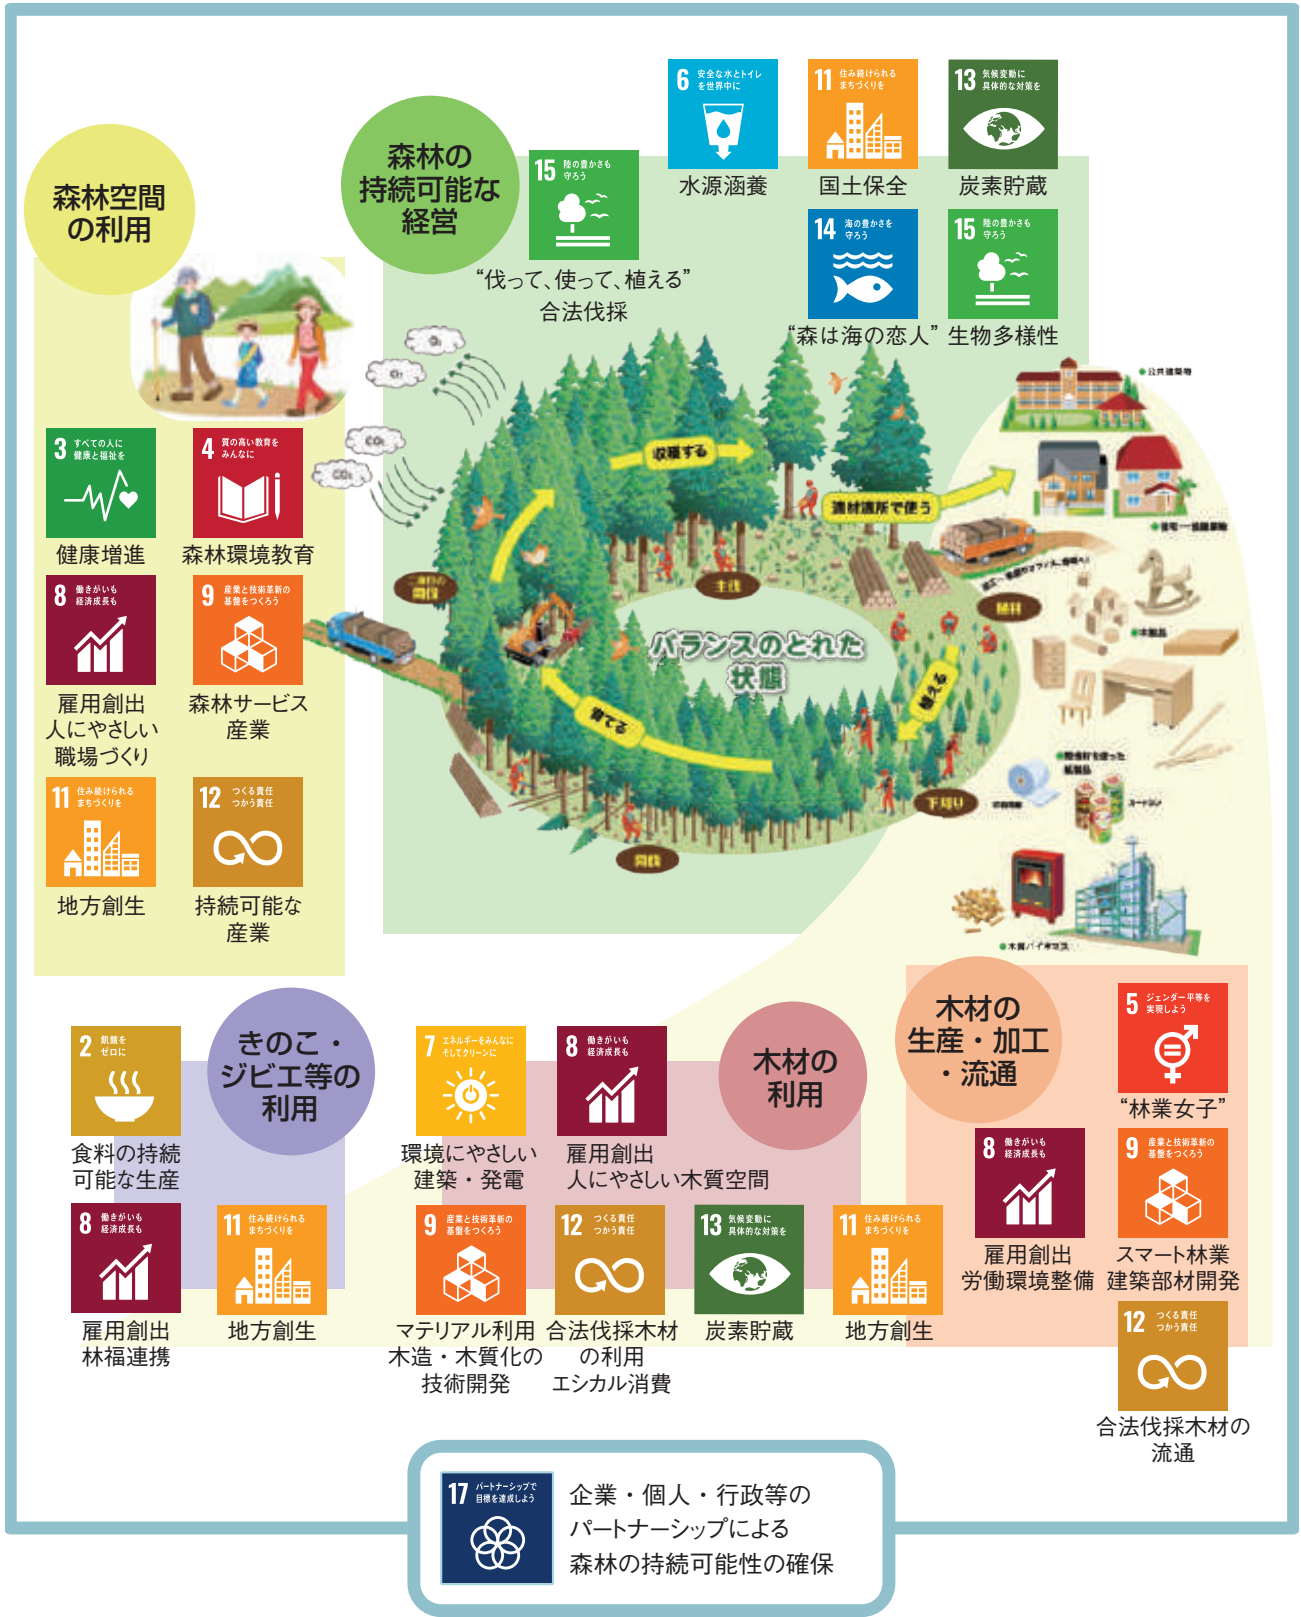 森林空間
の利用
3 すべての人に
健康と福祉を
健康増進
4 質の高い教育を
みんなに
森林環境教育
8 働きがいも
経済成長も
雇用創出
人にやさしい
職場づくり
9 産業と技術革新の
基盤をつくろう
森林サービス
産業
11 住み続けられる
まちづくりを
地方創生
12 つくる責任
つかう責任
持続可能な
産業
森林の
持続可能な
経営
15 陸の豊かさも
守ろう
“伐って、使って、植える”
合法伐採
6 安全な水とトイレ
を世界中に
水源涵養
11 住み続けられる
まちづくりを
国土保全
13 気候変動に
具体的な対策を
炭素貯蔵
14 海の豊かさを
守ろう
“森は海の恋人”
15 陸の豊かさも
守ろう
生物多様性
O₂
O₂
CO₂
CO₂
収穫する
適材適所で使う
主伐
植林
植える
下刈り
間伐
育てる
バランスのとれた
状態
公共建築物
木製品
木質バイオマス
きのこ・
ジビエ等の
利用
2 飢餓を
ゼロに
食料の持続
可能な生産
8 働きがいも
経済成長も
雇用創出
林福連携
11 住み続けられる
まちづくりを
地方創生
木材の
利用
7 エネルギーをみんなに
そしてクリーンに
環境にやさしい
建築・発電
8 働きがいも
経済成長も
雇用創出
人にやさしい木質空間
9 産業と技術革新の
基盤をつくろう
マテリアル利用
木造・木質化の
技術開発
12 つくる責任
つかう責任
合法伐採木材
の利用
エシカル消費
13 気候変動に
具体的な対策を
炭素貯蔵
11 住み続けられる
まちづくりを
地方創生
木材の
生産・加工
・流通
5 ジェンダー平等を
実現しよう
“林業女子”
8 働きがいも
経済成長も
雇用創出
労働環境整備
9 産業と技術革新の
基盤をつくろう
スマート林業
建築部材開発
12 つくる責任
つかう責任
合法伐採木材の
流通
17 パートナーシップで
目標を達成しよう
企業・個人・行政等の
パートナーシップによる
森林の持続可能性の確保